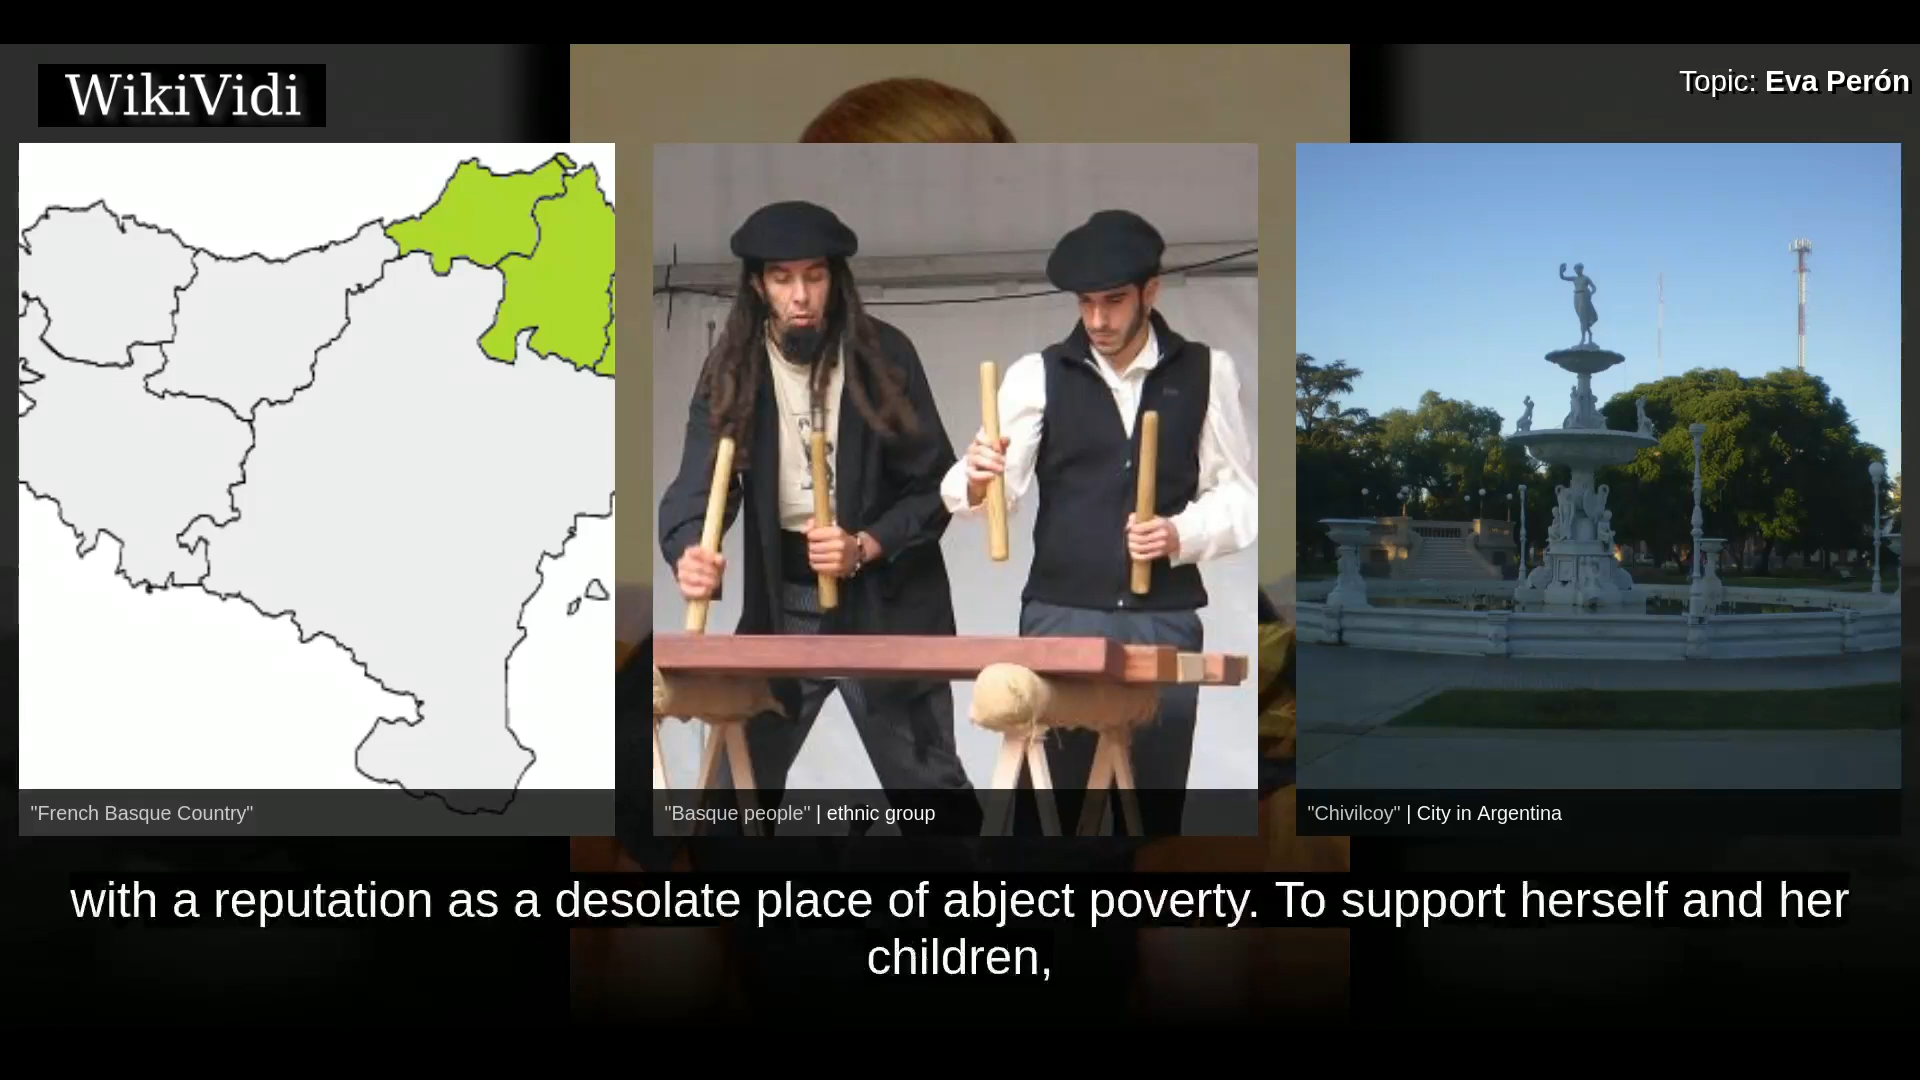 WikiVidi
Topic: Eva Perón
"French Basque Country"
"Basque people" | ethnic group
"Chivilcoy" | City in Argentina
with a reputation as a desolate place of abject poverty. To support herself and her
children,